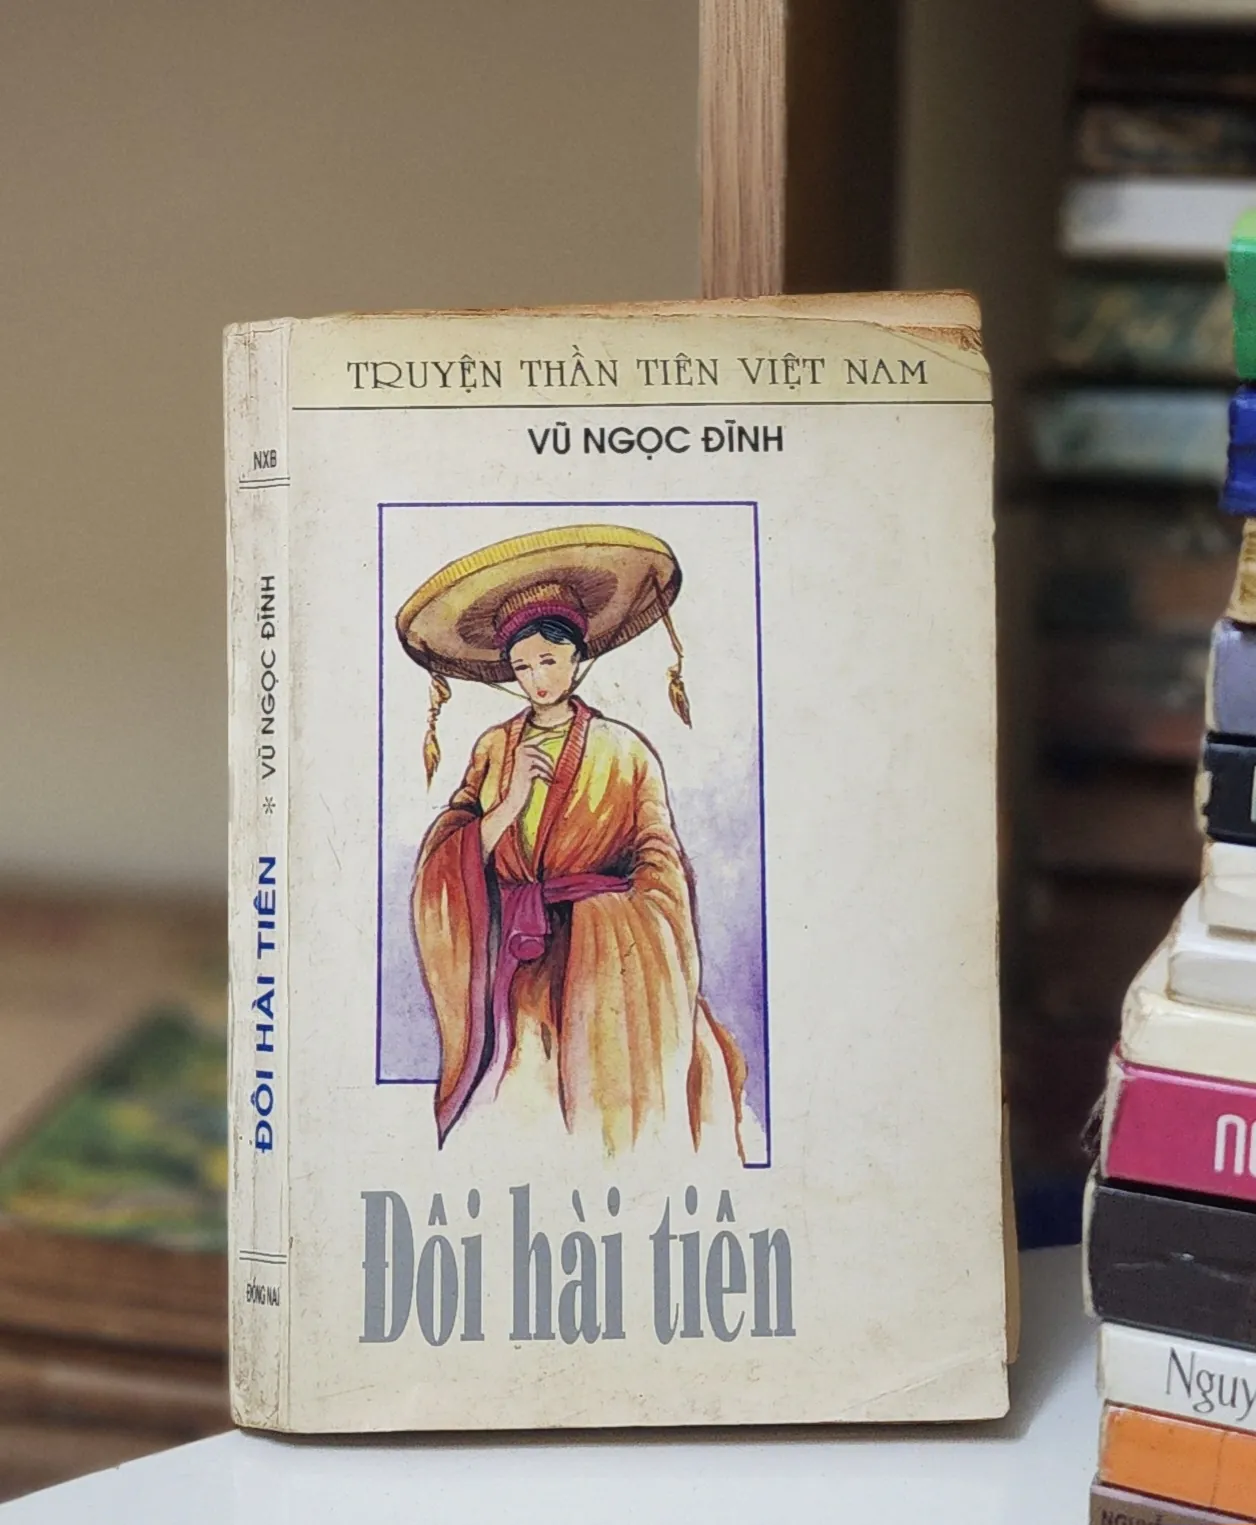 TRUYỆN THẦN TIÊN VIỆT NAM
VŨ NGỌC ĐĨNH
Đôi hài tiên
NXB
ĐÔI HÀI TIÊN * VŨ NGỌC ĐĨNH
ĐỒNG NAI
Nguy